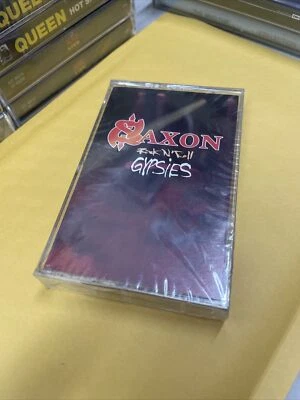 QUEEN
QUEEN HOT S
SAXON
Rock 'N' Roll
GYPSIES